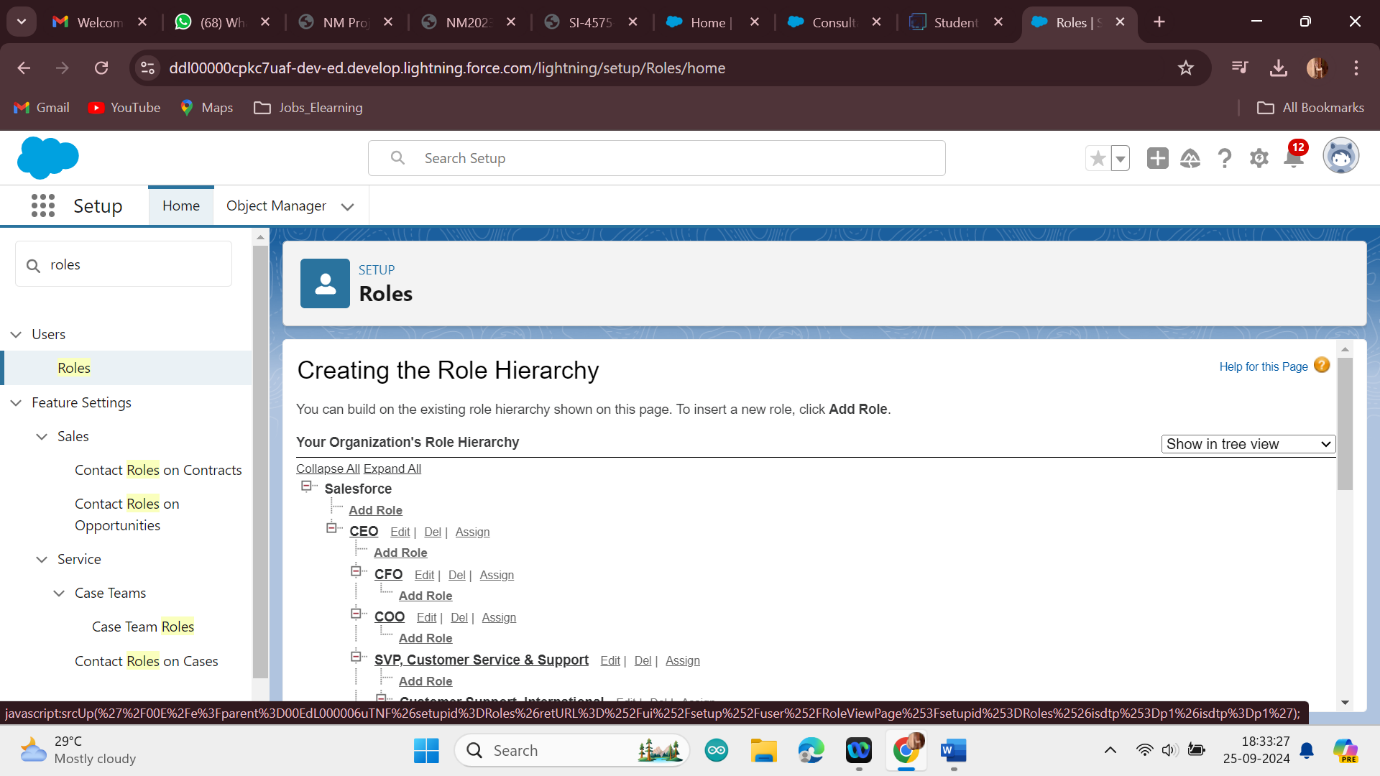 Welcom
(68) Wh
NM Pro
NM202
SI-4575
Home |
Consult
Student
Roles | S
ddl00000cpkc7uaf-dev-ed.develop.lightning.force.com/lightning/setup/Roles/home
Gmail
YouTube
Maps
Jobs_Elearning
All Bookmarks
Search Setup
12
Setup
Home
Object Manager
roles
Users
Roles
Feature Settings
Sales
Contact Roles on Contracts
Contact Roles on
Opportunities
Service
Case Teams
Case Team Roles
Contact Roles on Cases
SETUP
Roles
Creating the Role Hierarchy
Help for this Page ?
You can build on the existing role hierarchy shown on this page. To insert a new role, click Add Role.
Your Organization's Role Hierarchy
Show in tree view
Collapse All Expand All
Salesforce
Add Role
CEO Edit | Del | Assign
Add Role
CFO Edit | Del | Assign
Add Role
COO Edit | Del | Assign
Add Role
SVP, Customer Service & Support Edit | Del | Assign
Add Role
Customer Support, International Edit | Del | Assign
javascript:srcUp(%27%2F00E%2Fe%3Fparent%3D00EdL000006uTNF%26setupid%3DRoles%26retURL%3D%252Fui%252Fsetup%252Fuser%252FRoleViewPage%253Fsetupid%253DRoles%2526isdtp%253Dp1%26isdtp%3Dp1%27);
29°C
Mostly cloudy
Search
18:33:27
25-09-2024
PRE